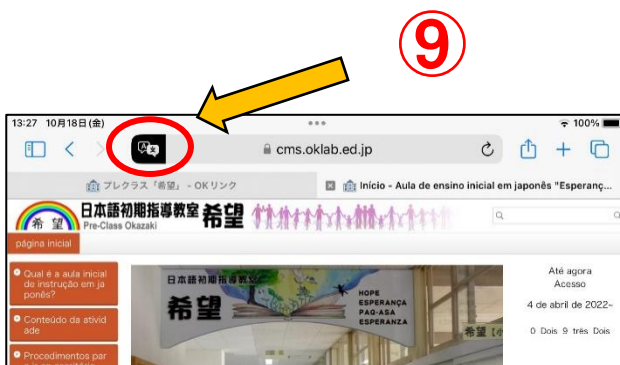 ⑨
13:27 10月18日(金)
100%
cms.oklab.ed.jp
プレクラス「希望」 - OKリンク
Início - Aula de ensino inicial em japonês "Esperanç...
希望
日本語初期指導教室 希望
Pre-Class Okazaki
página inicial
Qual é a aula inicial
de instrução em ja
ponês?
Conteúdo da ativid
ade
Procedimentos par
日本語初期指導教室
希望
HOPE
ESPERANÇA
PAG-ASA
ESPERANZA
希望
Até agora
Acesso
4 de abril de 2022~
0 Dois 9 três Dois